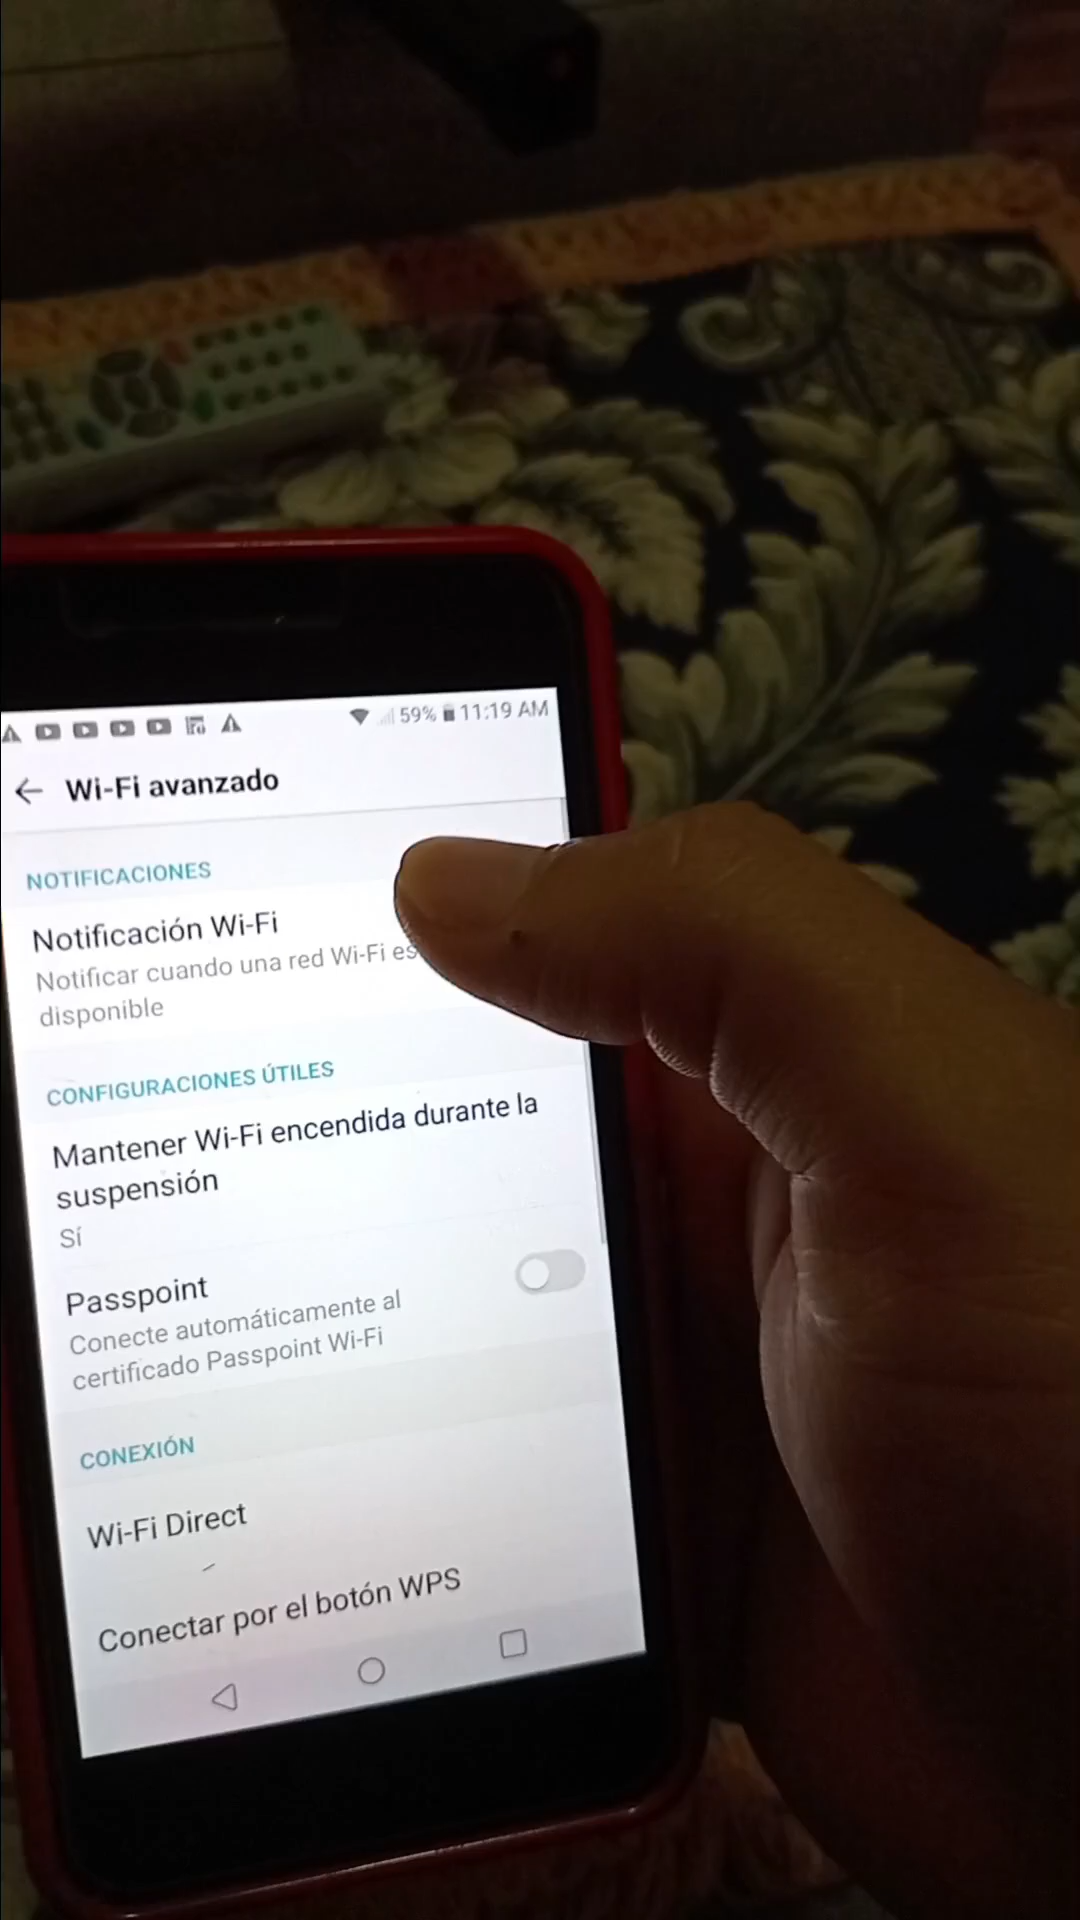 59% 11:19 AM
Wi-Fi avanzado
NOTIFICACIONES
Notificación Wi-Fi
Notificar cuando una red Wi-Fi es
disponible
CONFIGURACIONES ÚTILES
Mantener Wi-Fi encendida durante la
suspensión
Sí
Passpoint
Conecte automáticamente al
certificado Passpoint Wi-Fi
CONEXIÓN
Wi-Fi Direct
Conectar por el botón WPS